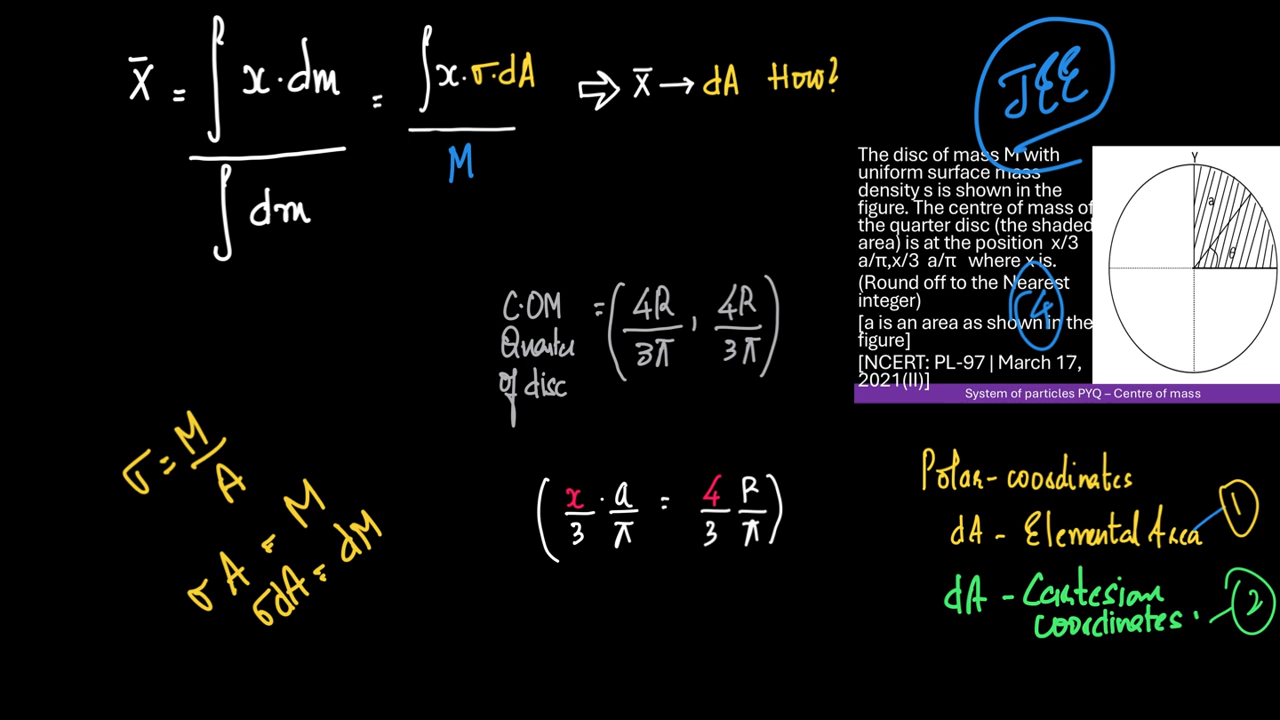 X̄ = ∫ x·dm / ∫ dm = ∫ x·σ·dA / M ⇨ X̄ → dA How?
JEE
The disc of mass M with
uniform surface mass
density s is shown in the
figure. The centre of mass of
the quarter disc (the shaded
area) is at the position x/3
a/π,x/3 a/π where x is.
(Round off to the Nearest
integer)
[a is an area as shown in the
figure]
[NCERT: PL-97 | March 17,
2021(II)]
4
Y
a
θ
System of particles PYQ – Centre of mass
C·OM
Quarter
of disc
= (4R/3π, 4R/3π)
(x/3 · a/π = 4/3 R/π)
σ = M/A
σA = M
σdA = dM
Polar-coordinates
dA - Elemental Area 1
dA - Cartesian
coordinates. 2